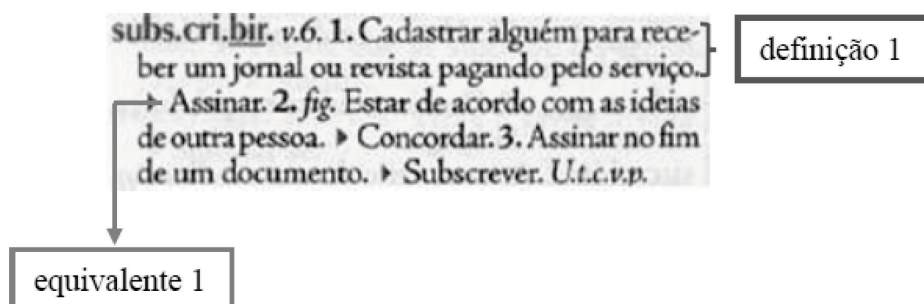 subs.cri.bir. v.6. 1. Cadastrar alguém para rece-
ber um jornal ou revista pagando pelo serviço.
▸ Assinar. 2. fig. Estar de acordo com as ideias
de outra pessoa. ▸ Concordar. 3. Assinar no fim
de um documento. ▸ Subscrever. U.t.c.v.p.
definição 1
equivalente 1